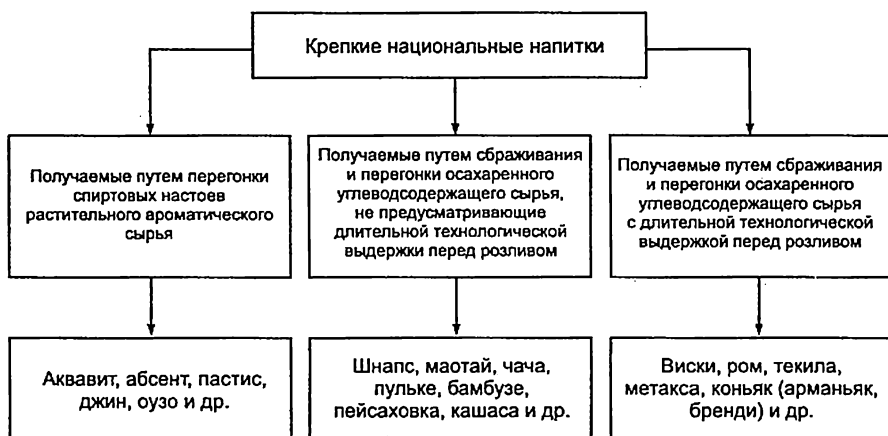 Крепкие национальные напитки
Получаемые путем перегонки
спиртовых настоев
растительного ароматического
сырья
Получаемые путем сбраживания
и перегонки осахаренного
углеводсодержащего сырья,
не предусматривающие
длительной технологической
выдержки перед розливом
Получаемые путем сбраживания
и перегонки осахаренного
углеводсодержащего сырья
с длительной технологической
выдержкой перед розливом
Аквавит, абсент, пастис,
джин, оузо и др.
Шнапс, маотай, чача,
пульке, бамбузе,
пейсаховка, кашаса и др.
Виски, ром, текила,
метакса, коньяк (арманьяк,
бренди) и др.